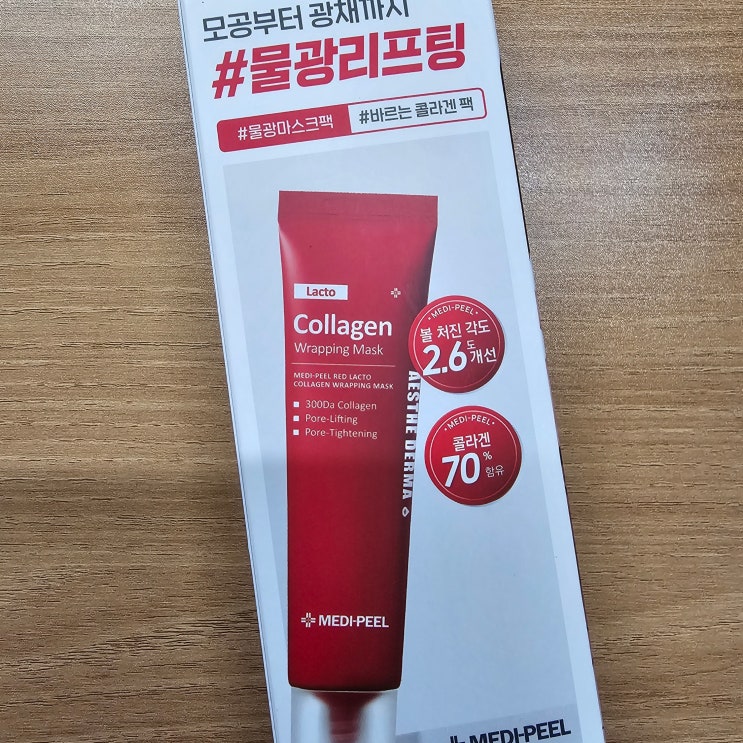 모공부터 광채까지
#물광리프팅
#물광마스크팩
#바르는 콜라겐 팩
Lacto
Collagen
Wrapping Mask
MEDI-PEEL RED LACTO
COLLAGEN WRAPPING MASK
300Da Collagen
Pore-Lifting
Pore-Tightening
AESTHE DERMA
MEDI-PEEL
MEDI-PEEL
볼 처진 각도
2.6도 개선
MEDI-PEEL
콜라겐
70% 함유
MEDI-PEEL